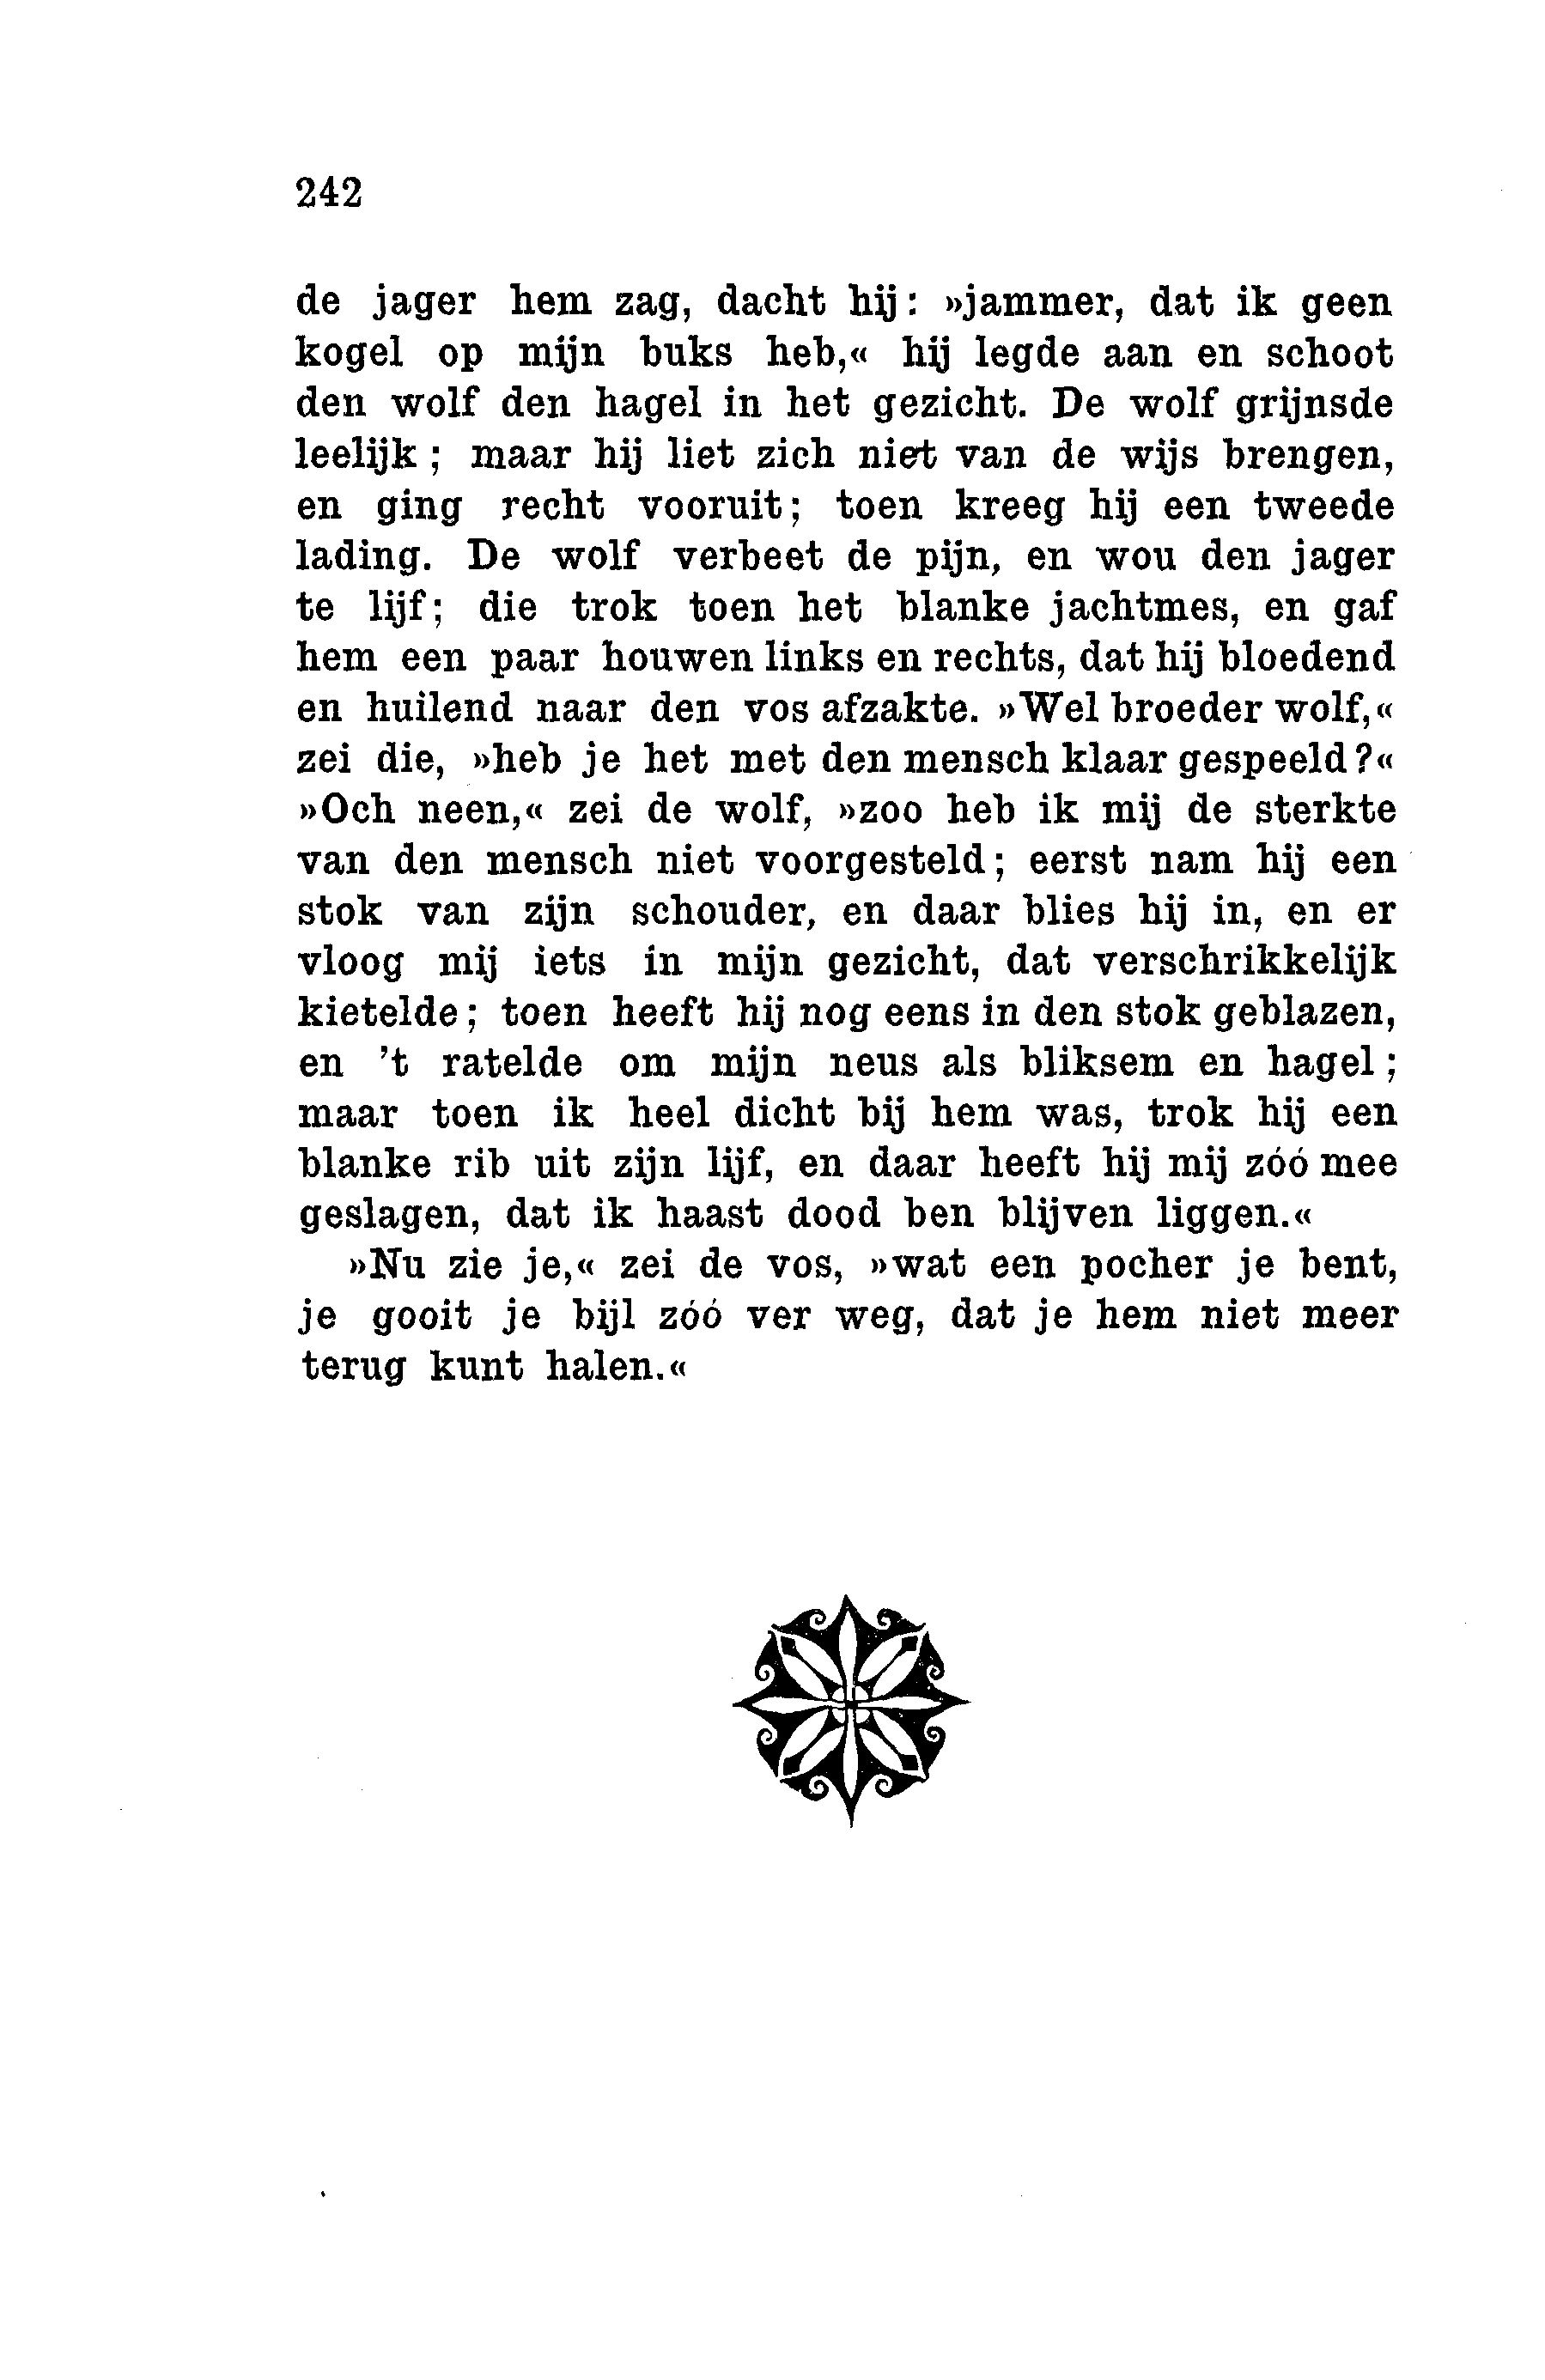 242
de jager hem zag, dacht hij: »jammer, dat ik geen
kogel op mijn buks heb,« hij legde aan en schoot
den wolf den hagel in het gezicht. De wolf grijnsde
leelijk; maar hij liet zich niet van de wijs brengen,
en ging recht vooruit; toen kreeg hij een tweede
lading. De wolf verbeet de pijn, en wou den jager
te lijf; die trok toen het blanke jachtmes, en gaf
hem een paar houwen links en rechts, dat hij bloedend
en huilend naar den vos afzakte. »Wel broeder wolf,«
zei die, »heb je het met den mensch klaar gespeeld?«
»Och neen,« zei de wolf, »zoo heb ik mij de sterkte
van den mensch niet voorgesteld; eerst nam hij een
stok van zijn schouder, en daar blies hij in, en er
vloog mij iets in mijn gezicht, dat verschrikkelijk
kietelde; toen heeft hij nog eens in den stok geblazen,
en 't ratelde om mijn neus als bliksem en hagel;
maar toen ik heel dicht bij hem was, trok hij een
blanke rib uit zijn lijf, en daar heeft hij mij zóó mee
geslagen, dat ik haast dood ben blijven liggen.«
»Nu zie je,« zei de vos, »wat een pocher je bent,
je gooit je bijl zóó ver weg, dat je hem niet meer
terug kunt halen.«